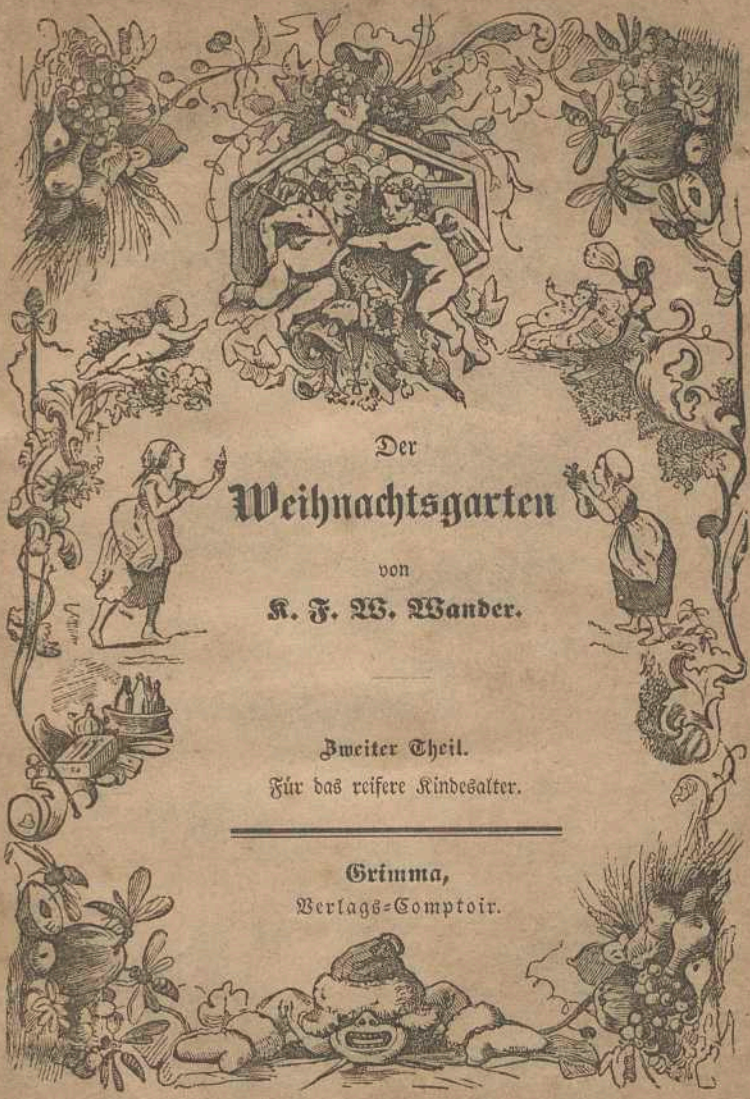 Der
Weihnachtsgarten
von
K. F. W. Wander.
Zweiter Theil.
Für das reifere Kindesalter.
Grimma,
Verlags=Comptoir.